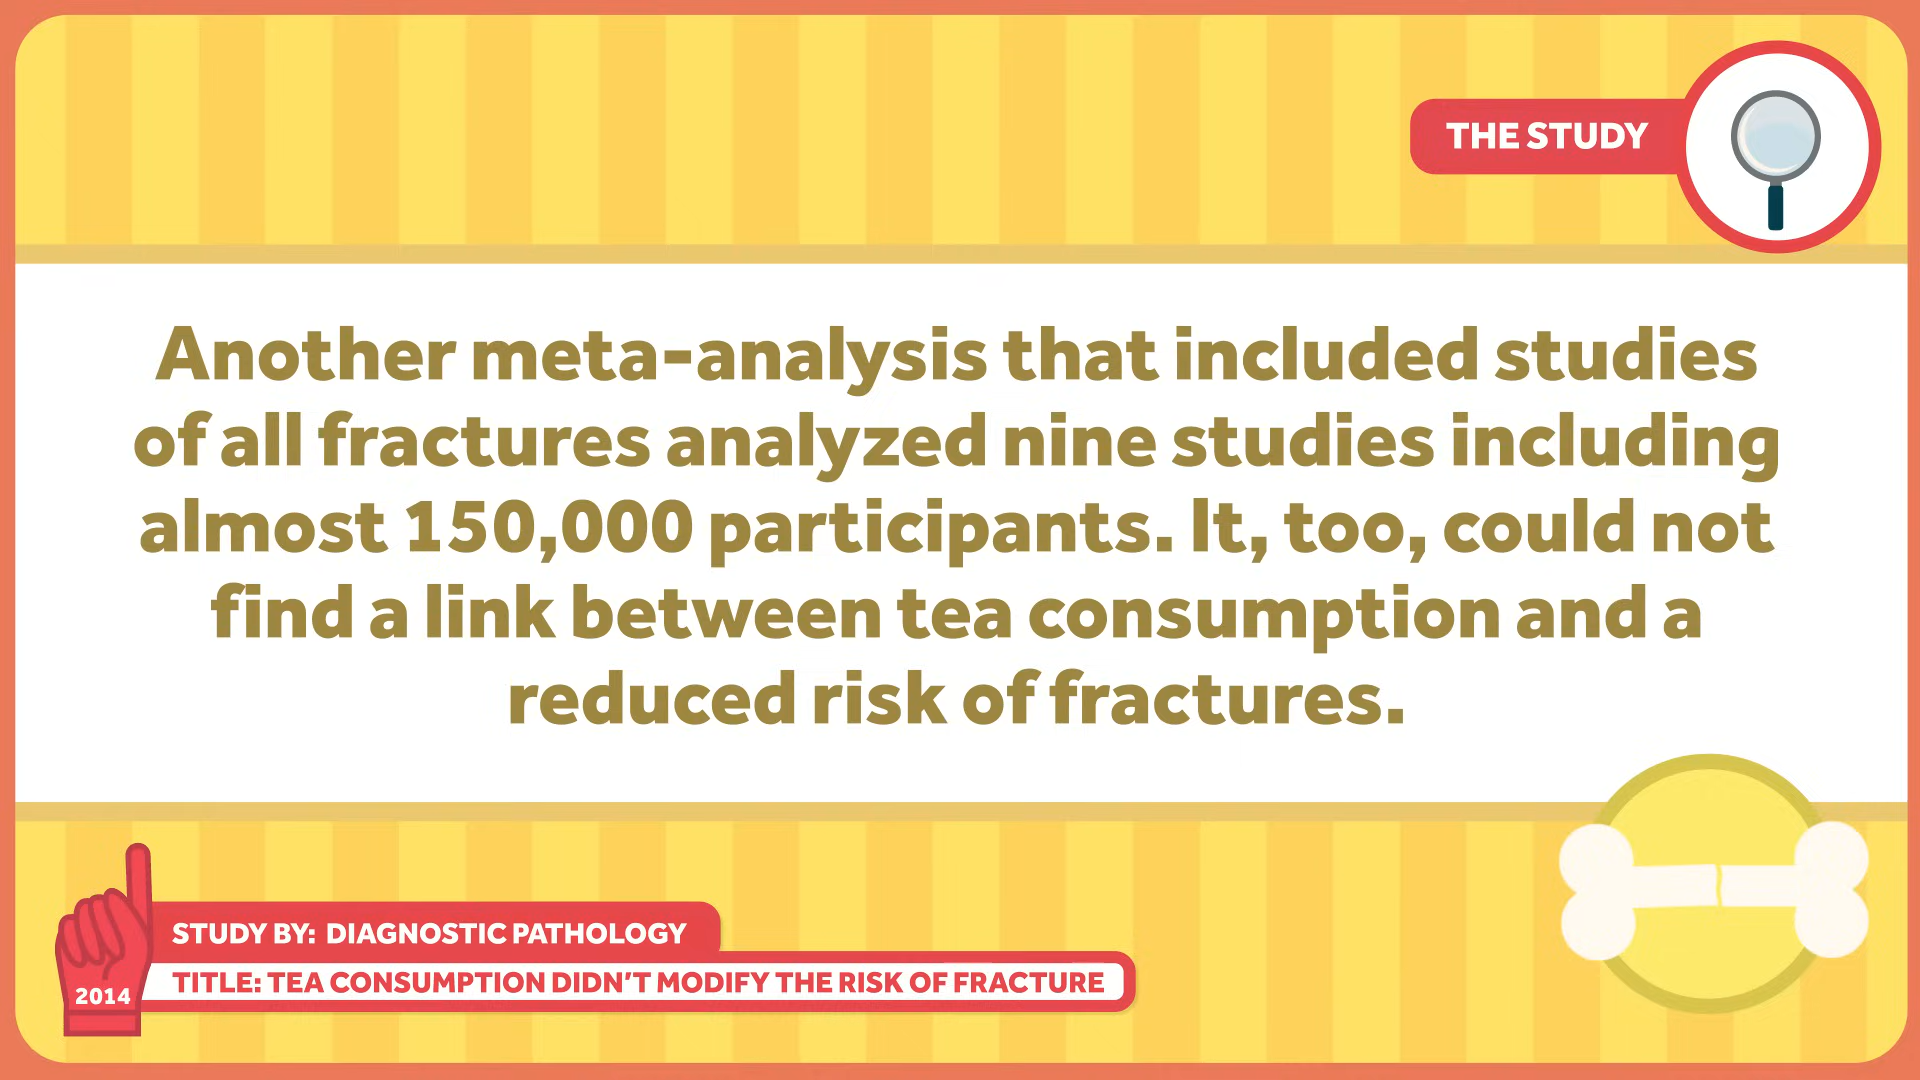 THE STUDY
Another meta-analysis that included studies
of all fractures analyzed nine studies including
almost 150,000 participants. It, too, could not
find a link between tea consumption and a
reduced risk of fractures.
STUDY BY: DIAGNOSTIC PATHOLOGY
TITLE: TEA CONSUMPTION DIDN'T MODIFY THE RISK OF FRACTURE
2014